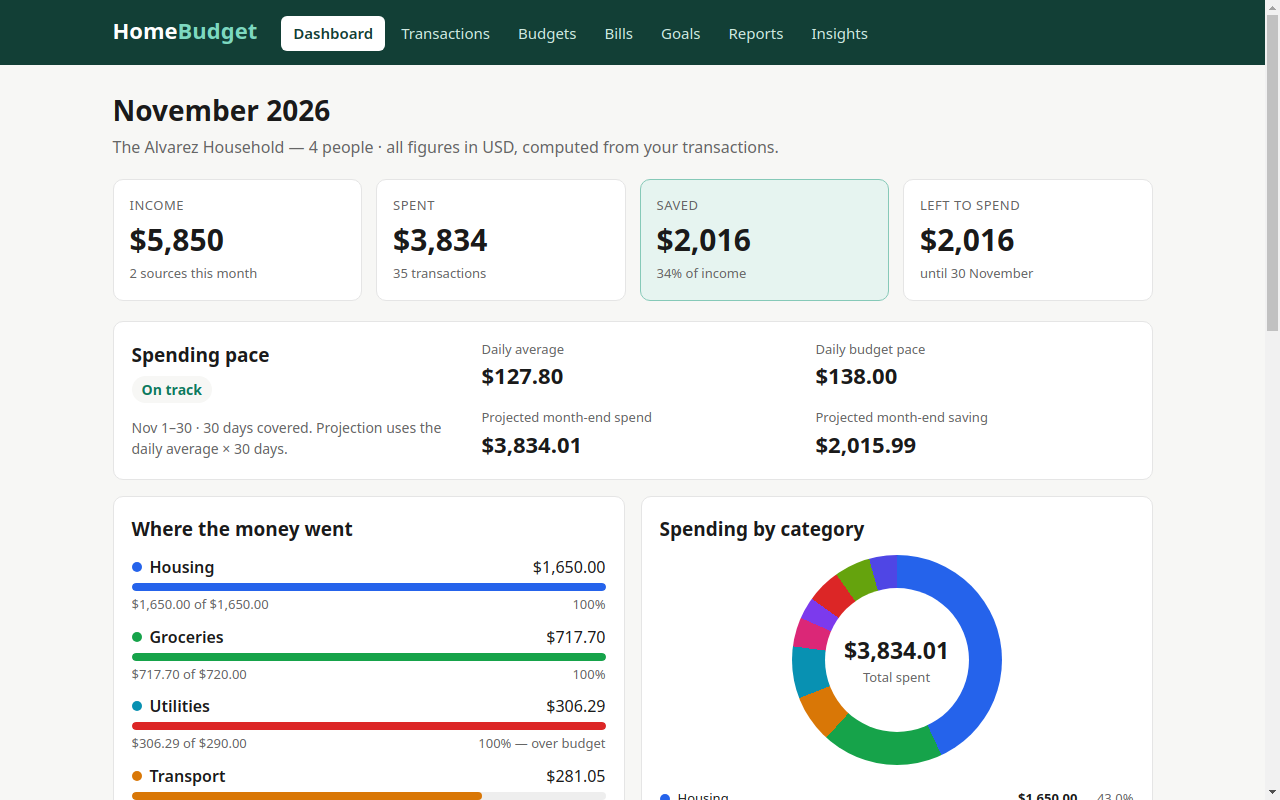 HomeBudget Dashboard Transactions Budgets Bills Goals Reports Insights
November 2026
The Alvarez Household — 4 people · all figures in USD, computed from your transactions.
INCOME
$5,850
2 sources this month
SPENT
$3,834
35 transactions
SAVED
$2,016
34% of income
LEFT TO SPEND
$2,016
until 30 November
Spending pace
On track
Nov 1–30 · 30 days covered. Projection uses the
daily average × 30 days.
Daily average
$127.80
Daily budget pace
$138.00
Projected month-end spend
$3,834.01
Projected month-end saving
$2,015.99
Where the money went
Housing $1,650.00
$1,650.00 of $1,650.00 100%
Groceries $717.70
$717.70 of $720.00 100%
Utilities $306.29
$306.29 of $290.00 100% — over budget
Transport $281.05
Spending by category
$3,834.01
Total spent
Housing $1,650.00 43.0%